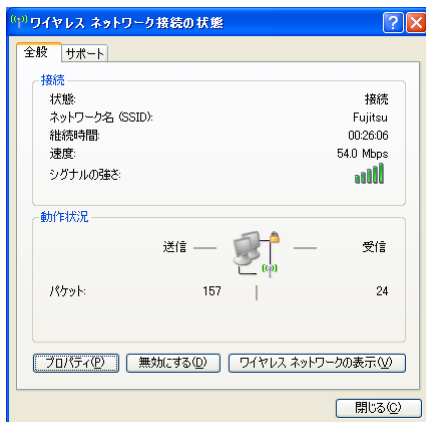 ワイヤレス ネットワーク接続の状態
全般 サポート
接続
状態: 接続
ネットワーク名 (SSID): Fujitsu
継続時間: 00:26:06
速度: 54.0 Mbps
シグナルの強さ:
動作状況
送信 — — 受信
パケット: 157 | 24
プロパティ(P) 無効にする(D) ワイヤレス ネットワークの表示(V)
閉じる(C)